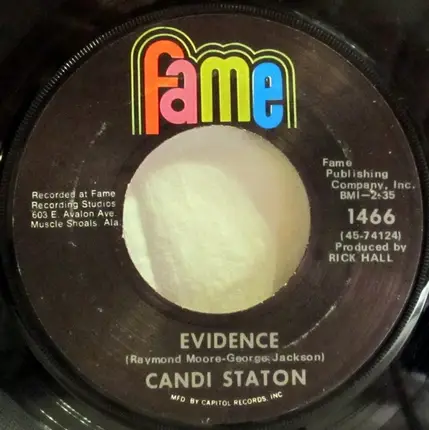 fame
Recorded at Fame
Recording Studios
603 E. Avalon Ave.
Muscle Shoals, Ala.
Fame
Publishing
Company, Inc.
BMI-2:35
1466
(45-74124)
Produced by
RICK HALL
EVIDENCE
(Raymond Moore-George Jackson)
CANDI STATON
MFD. BY CAPITOL RECORDS, INC